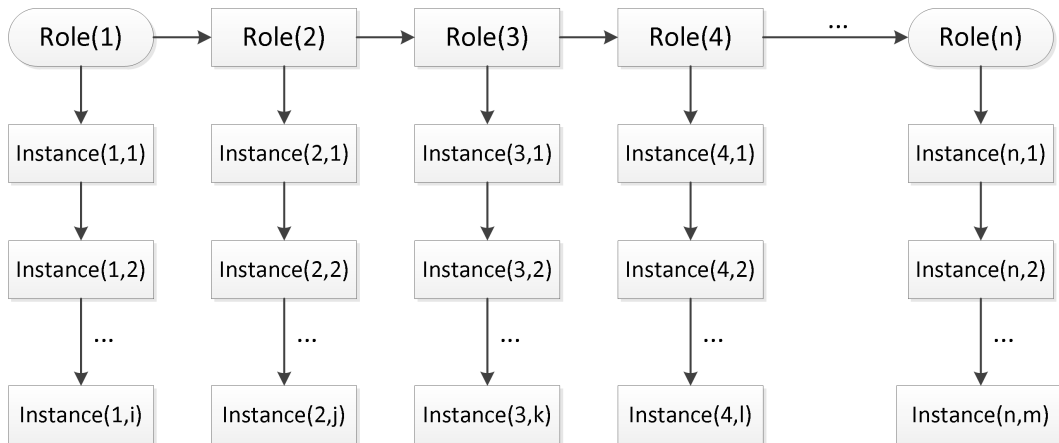 Role(1) Role(2) Role(3) Role(4) ... Role(n)
Instance(1,1) Instance(2,1) Instance(3,1) Instance(4,1) Instance(n,1)
Instance(1,2) Instance(2,2) Instance(3,2) Instance(4,2) Instance(n,2)
... ... ... ... ...
Instance(1,i) Instance(2,j) Instance(3,k) Instance(4,l) Instance(n,m)